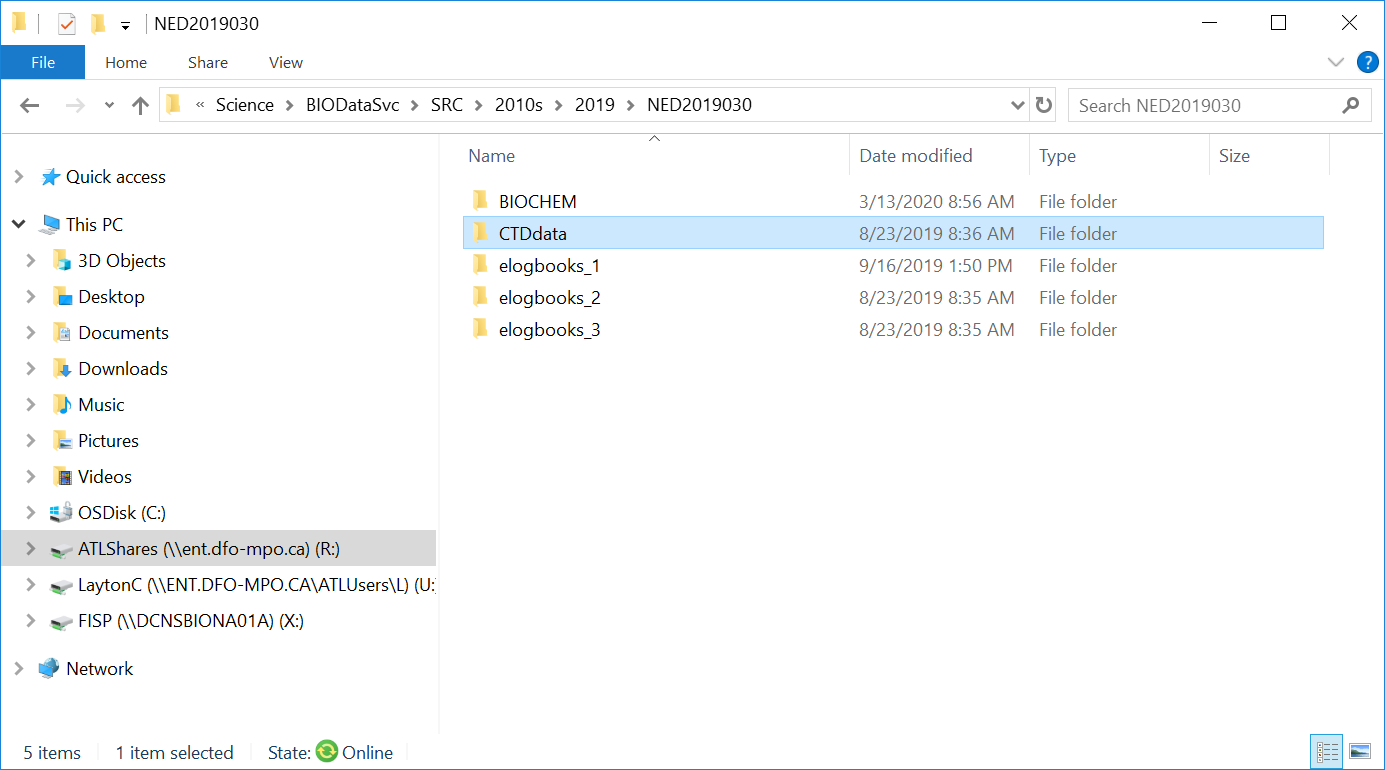 NED2019030
File Home Share View
« Science > BIODataSvc > SRC > 2010s > 2019 > NED2019030
Search NED2019030
Name Date modified Type Size
Quick access
This PC
3D Objects
Desktop
Documents
Downloads
Music
Pictures
Videos
OSDisk (C:)
ATLShares (\\ent.dfo-mpo.ca) (R:)
LaytonC (\\ENT.DFO-MPO.CA\ATLUsers\L) (U:
FISP (\\DCNSBIONA01A) (X:)
Network
BIOCHEM 3/13/2020 8:56 AM File folder
CTDdata 8/23/2019 8:36 AM File folder
elogbooks_1 9/16/2019 1:50 PM File folder
elogbooks_2 8/23/2019 8:35 AM File folder
elogbooks_3 8/23/2019 8:35 AM File folder
5 items 1 item selected State: Online